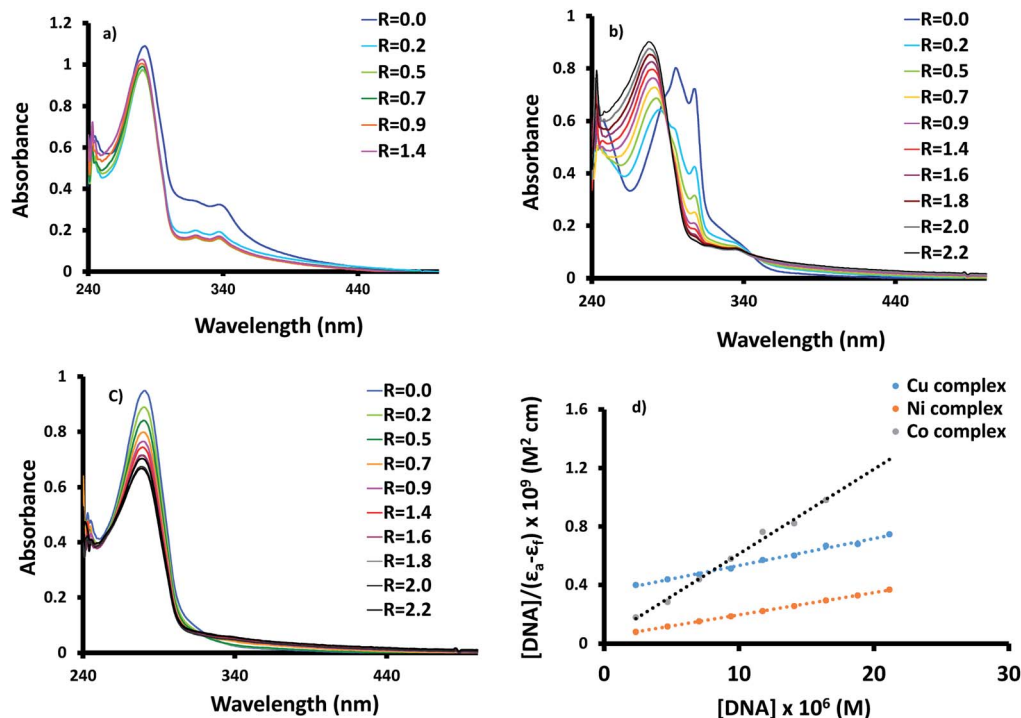 a)
1.2
1
0.8
0.6
0.4
0.2
0
240
340
440
Absorbance
Wavelength (nm)
R=0.0
R=0.2
R=0.5
R=0.7
R=0.9
R=1.4
b)
1
0.8
0.6
0.4
0.2
0
240
340
440
Absorbance
Wavelength (nm)
R=0.0
R=0.2
R=0.5
R=0.7
R=0.9
R=1.4
R=1.6
R=1.8
R=2.0
R=2.2
C)
1
0.8
0.6
0.4
0.2
0
240
340
440
Absorbance
Wavelength (nm)
R=0.0
R=0.2
R=0.5
R=0.7
R=0.9
R=1.4
R=1.6
R=1.8
R=2.0
R=2.2
d)
Cu complex
Ni complex
Co complex
1.6
1.2
0.8
0.4
0
0
10
20
30
[DNA]/(εa-εf) x 10⁹ (M² cm)
[DNA] x 10⁶ (M)